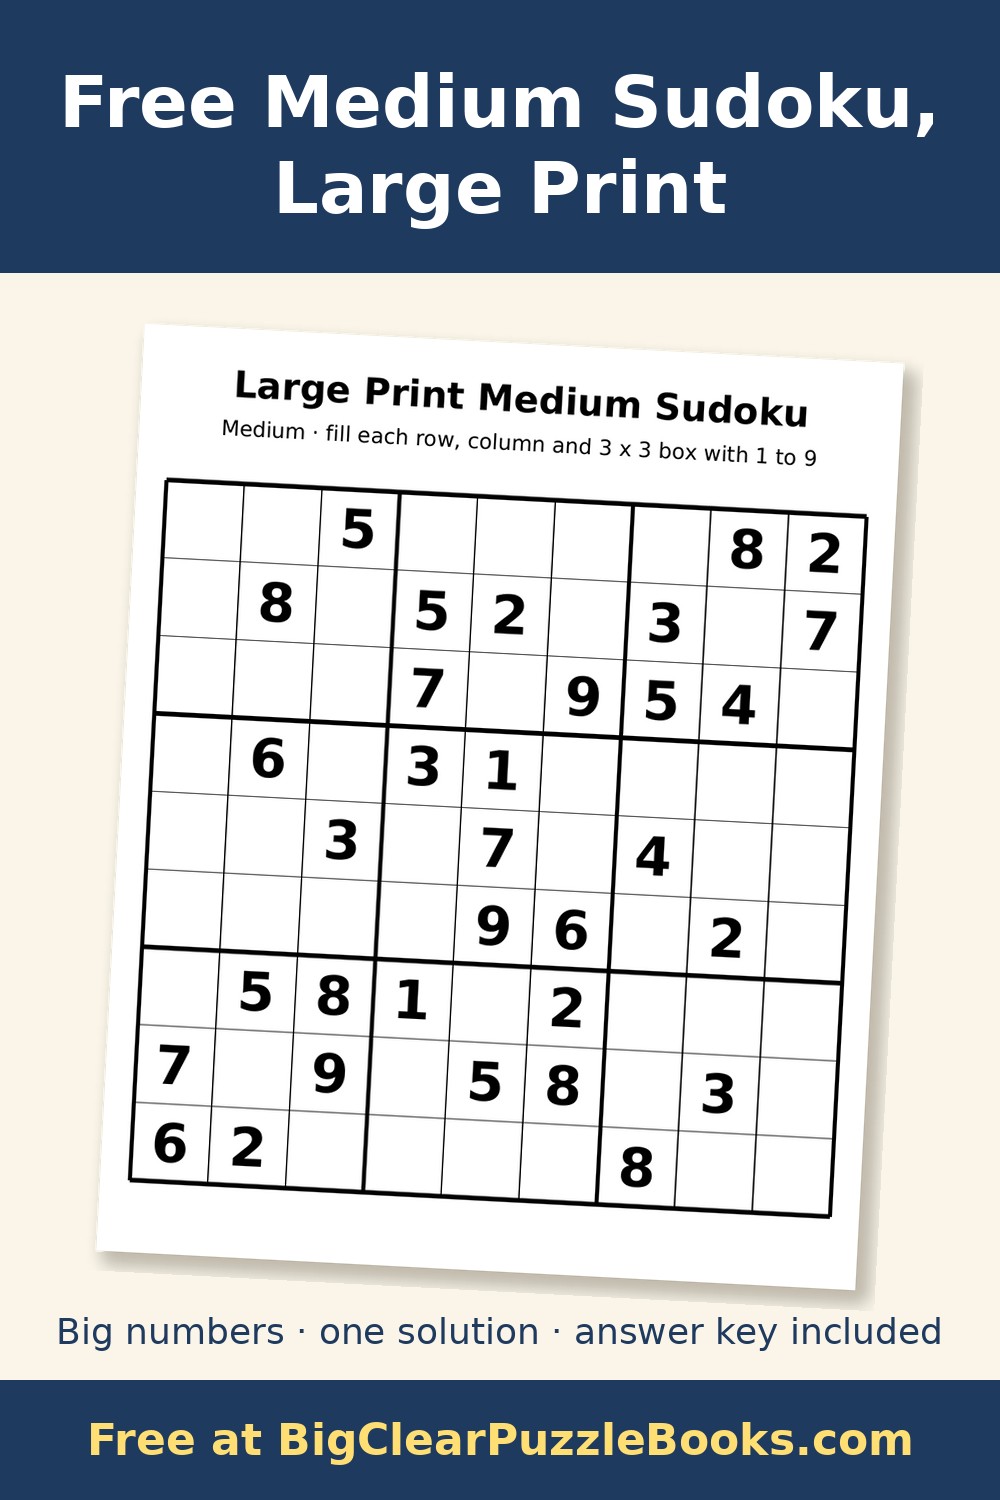 Free Medium Sudoku,
Large Print
Large Print Medium Sudoku
Medium · fill each row, column and 3 x 3 box with 1 to 9
5 8 2
8 5 2 3 7
7 9 5 4
6 3 1
3 7 4
9 6 2
5 8 1 2
7 9 5 8 3
6 2 8
Big numbers · one solution · answer key included
Free at BigClearPuzzleBooks.com